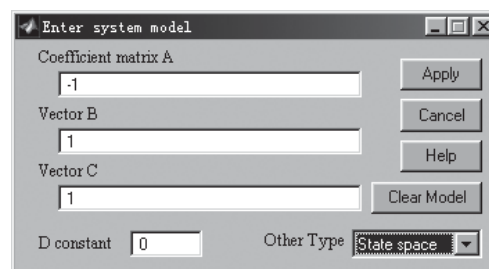 Enter system model
Coefficient matrix A
-1
Apply
Vector B
Cancel
1
Help
Vector C
1
Clear Model
D constant 0 Other Type State space